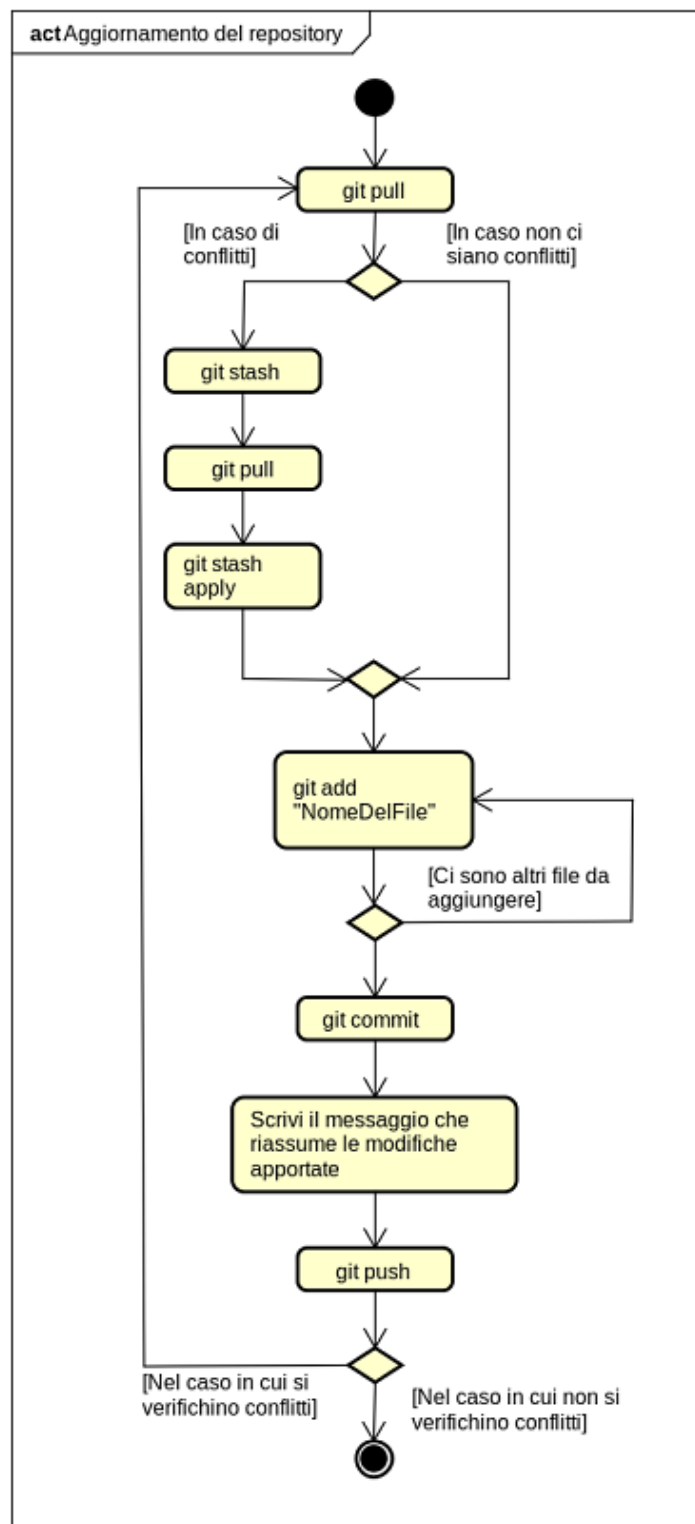 act Aggiornamento del repository
git pull
[In caso di
conflitti]
[In caso non ci
siano conflitti]
git stash
git pull
git stash
apply
git add
"NomeDelFile"
[Ci sono altri file da
aggiungere]
git commit
Scrivi il messaggio che
riassume le modifiche
apportate
git push
[Nel caso in cui si
verifichino conflitti]
[Nel caso in cui non si
verifichino conflitti]